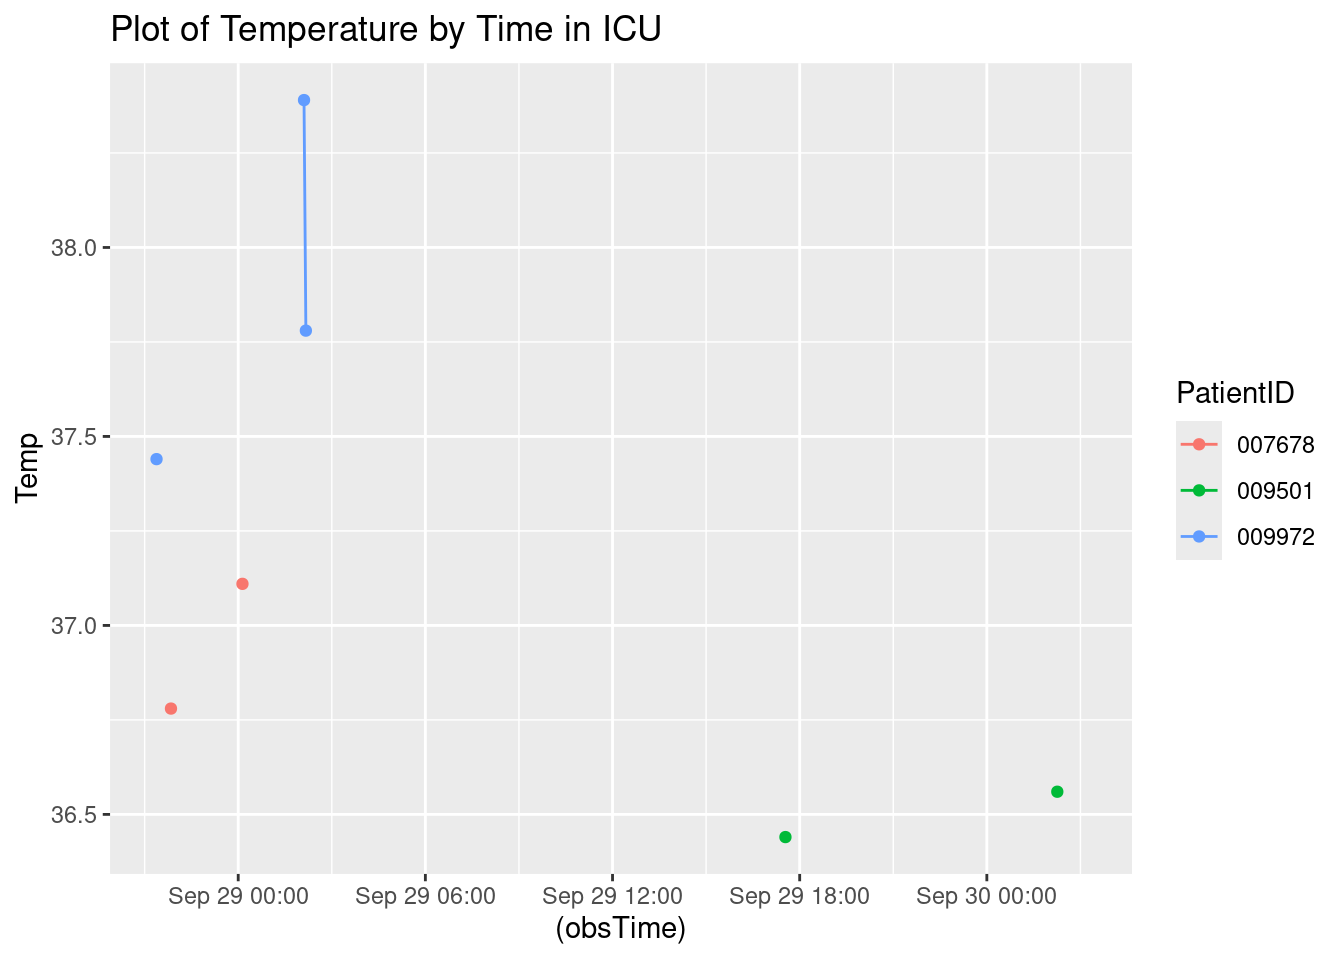 Plot of Temperature by Time in ICU
38.0
37.5
37.0
36.5
Temp
Sep 29 00:00
Sep 29 06:00
Sep 29 12:00
Sep 29 18:00
Sep 30 00:00
(obsTime)
PatientID
007678
009501
009972